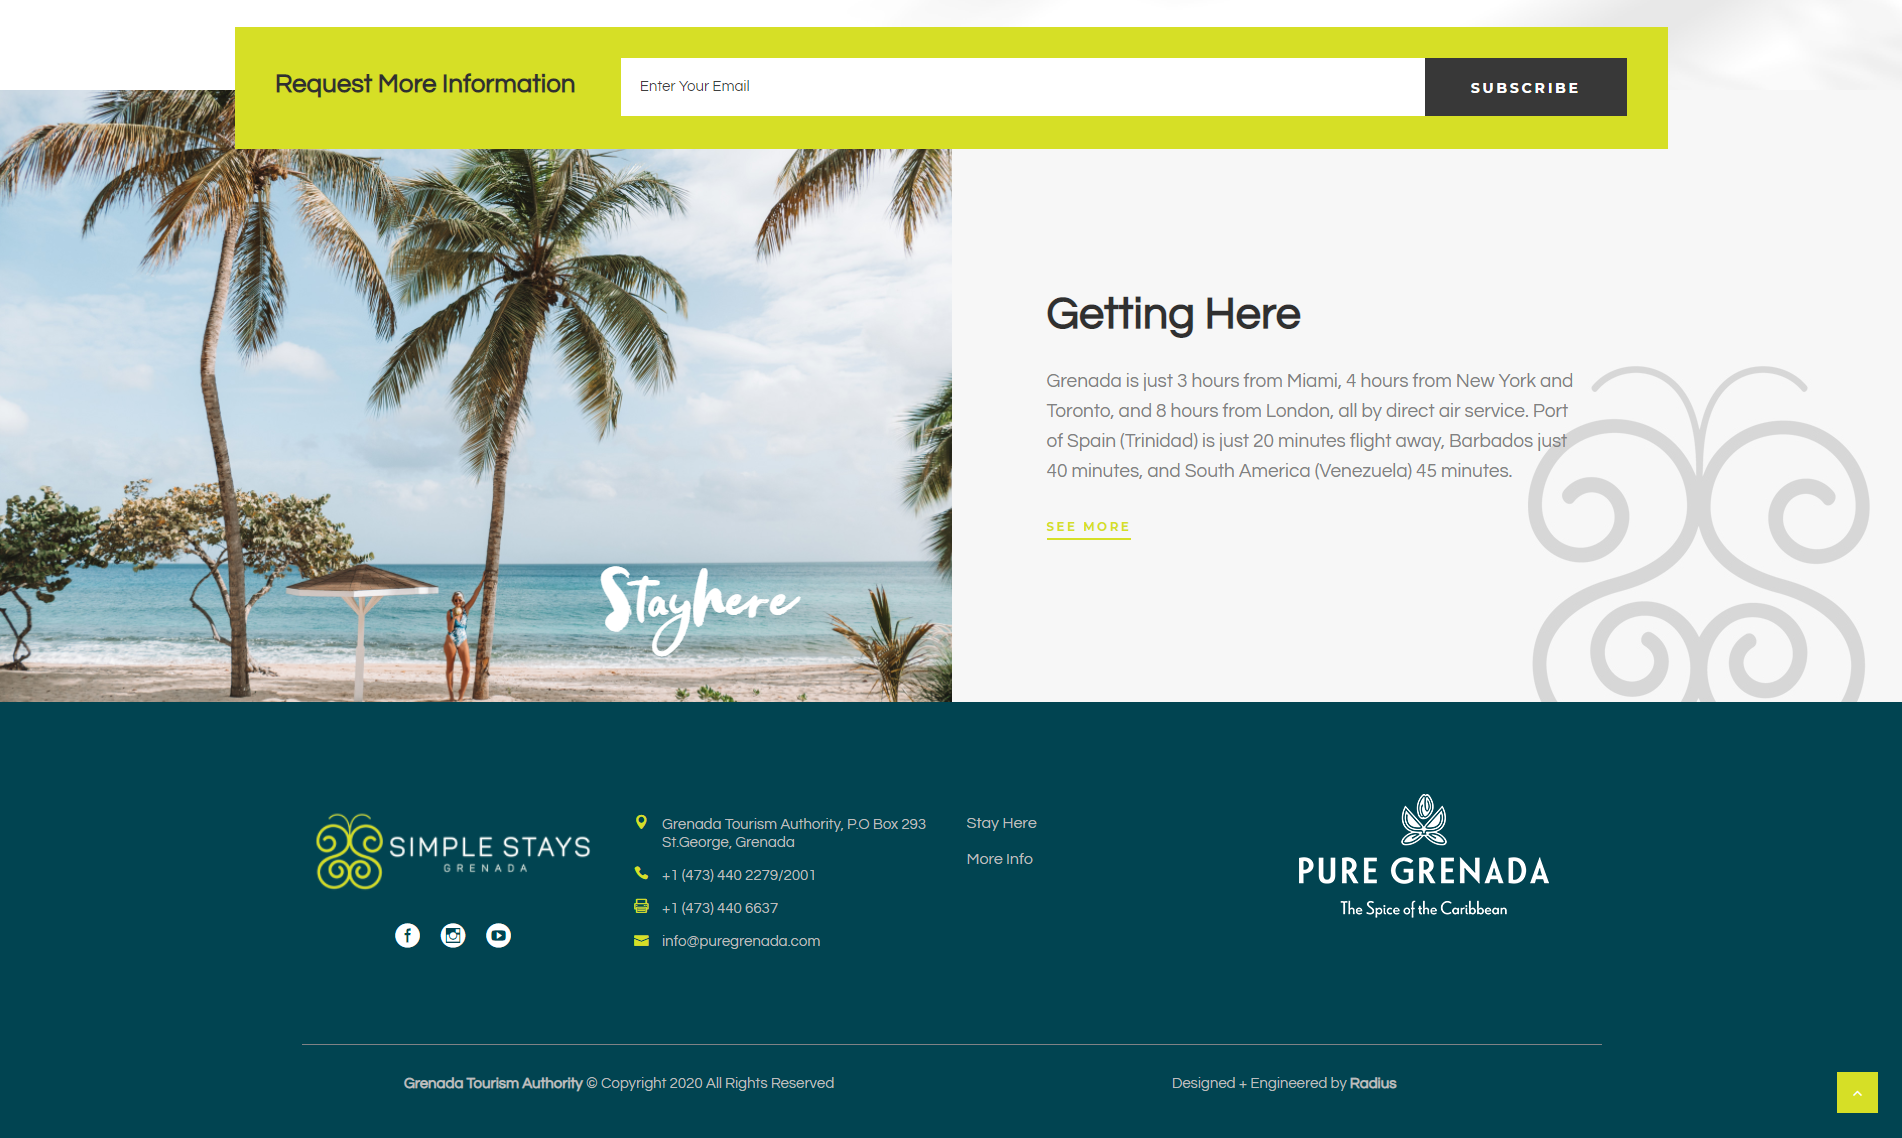 Request More Information
Enter Your Email
SUBSCRIBE
Getting Here
Grenada is just 3 hours from Miami, 4 hours from New York and
Toronto, and 8 hours from London, all by direct air service. Port
of Spain (Trinidad) is just 20 minutes flight away, Barbados just
40 minutes, and South America (Venezuela) 45 minutes.
SEE MORE
Stayhere
SIMPLE STAYS
GRENADA
Grenada Tourism Authority, P.O Box 293
St.George, Grenada
+1 (473) 440 2279/2001
+1 (473) 440 6637
info@puregrenada.com
Stay Here
More Info
PURE GRENADA
The Spice of the Caribbean
Grenada Tourism Authority © Copyright 2020 All Rights Reserved
Designed + Engineered by Radius